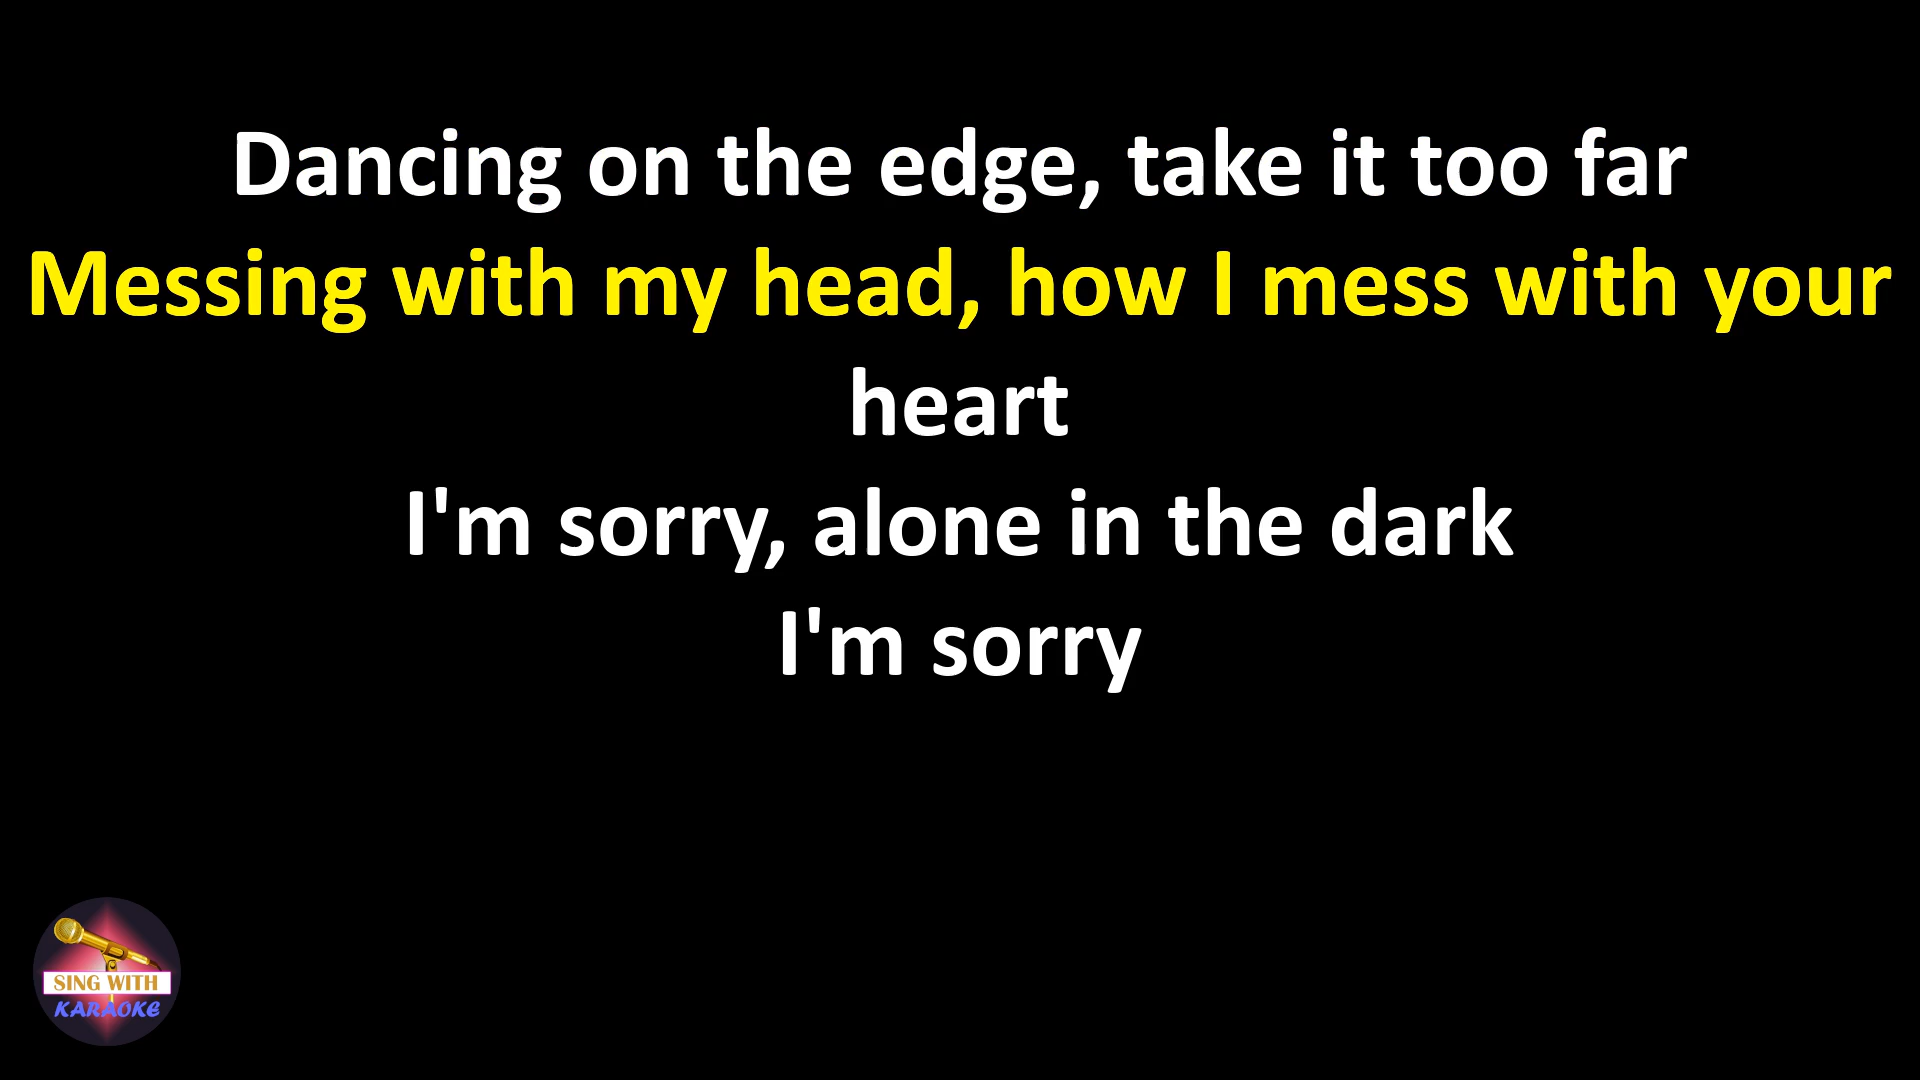 Dancing on the edge, take it too far
Messing with my head, how I mess with your
heart
I'm sorry, alone in the dark
I'm sorry
SING WITH
KARAOKE